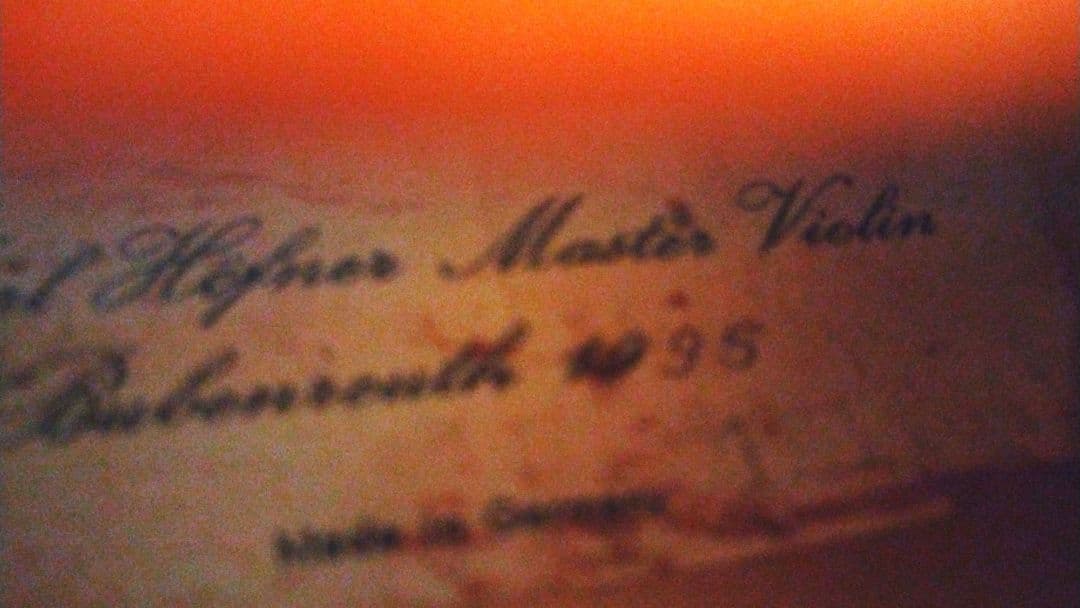 Höfner Master Violin
Bubenreuth
Made in Germany